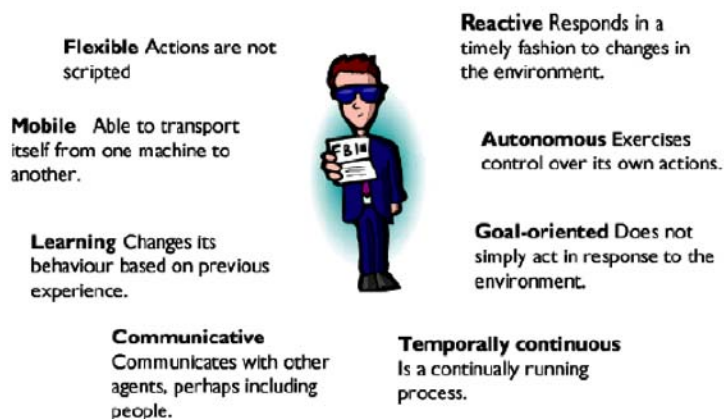 Flexible Actions are not
scripted
Mobile Able to transport
itself from one machine to
another.
Learning Changes its
behaviour based on previous
experience.
Communicative
Communicates with other
agents, perhaps including
people.
FBI
Reactive Responds in a
timely fashion to changes in
the environment.
Autonomous Exercises
control over its own actions.
Goal-oriented Does not
simply act in response to the
environment.
Temporally continuous
Is a continually running
process.